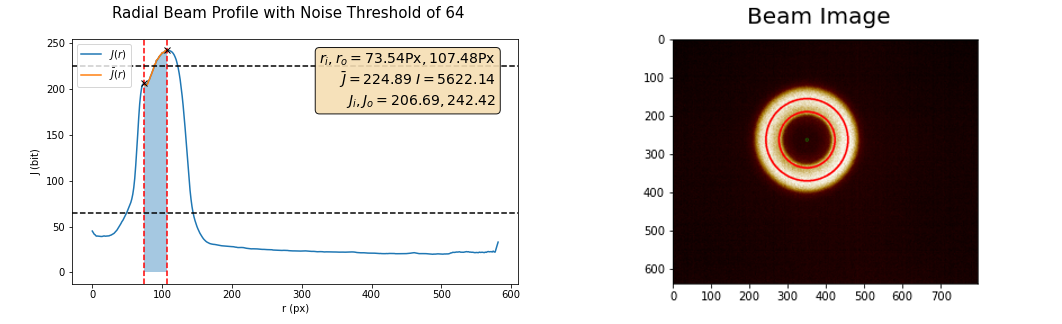 Radial Beam Profile with Noise Threshold of 64
250
200
150
100
50
0
J (bit)
J(r)
J̄(r)
r_i, r_o = 73.54Px, 107.48Px
J̄ = 224.89 I = 5622.14
J_i, J_o = 206.69, 242.42
0 100 200 300 400 500 600
r (px)
Beam Image
0
100
200
300
400
500
600
0 100 200 300 400 500 600 700